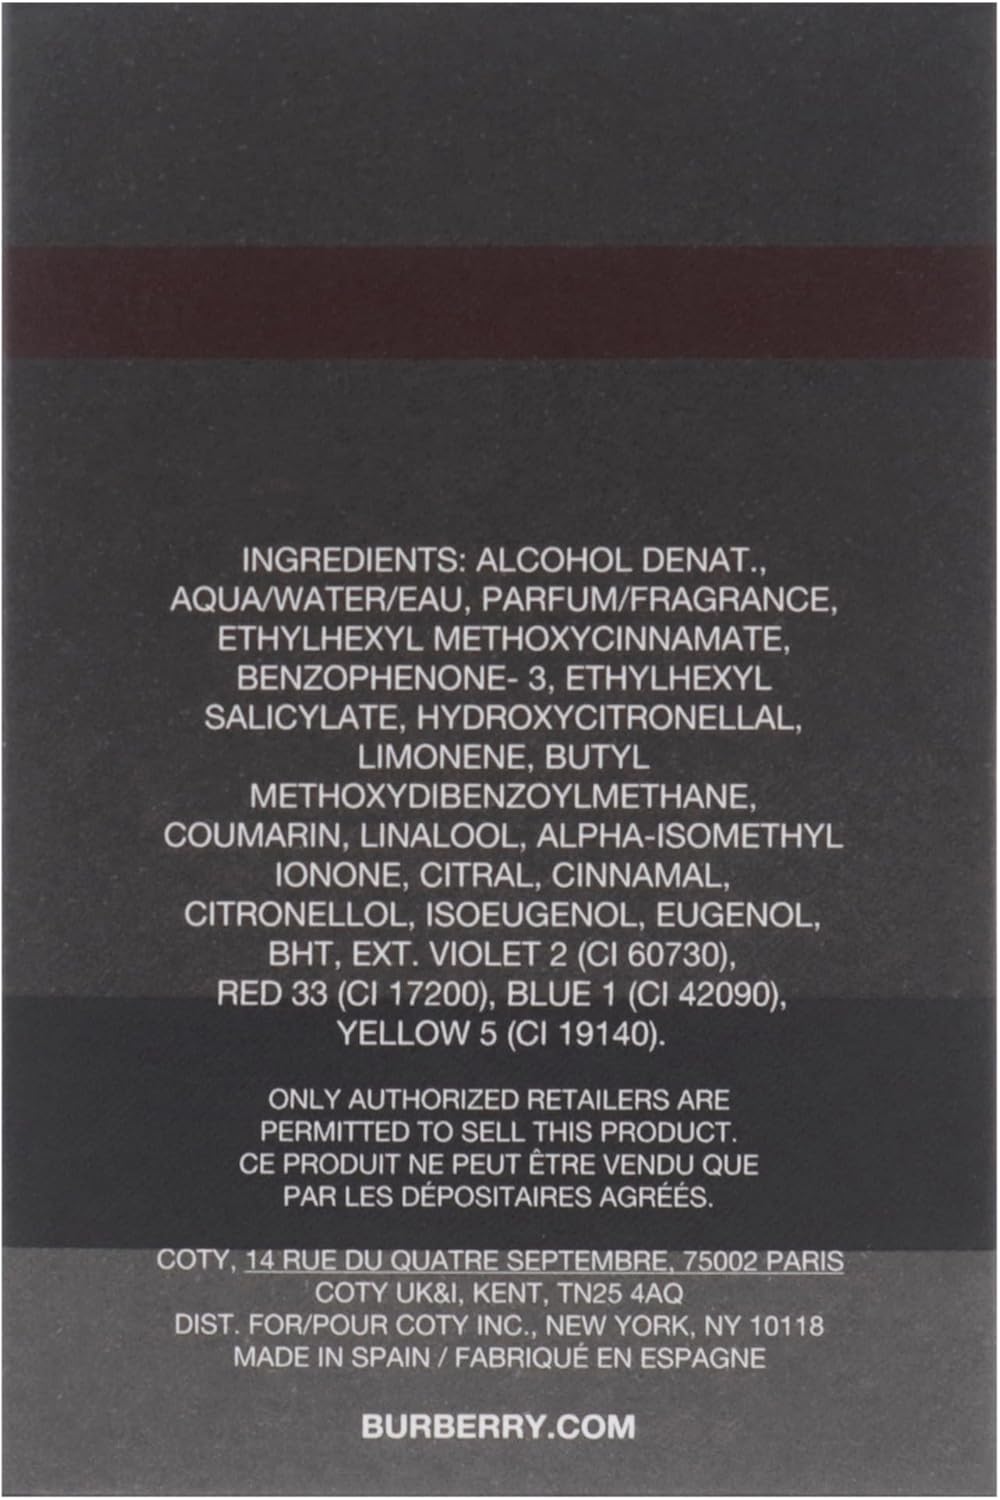 INGREDIENTS: ALCOHOL DENAT.,
AQUA/WATER/EAU, PARFUM/FRAGRANCE,
ETHYLHEXYL METHOXYCINNAMATE,
BENZOPHENONE- 3, ETHYLHEXYL
SALICYLATE, HYDROXYCITRONELLAL,
LIMONENE, BUTYL
METHOXYDIBENZOYLMETHANE,
COUMARIN, LINALOOL, ALPHA-ISOMETHYL
IONONE, CITRAL, CINNAMAL,
CITRONELLOL, ISOEUGENOL, EUGENOL,
BHT, EXT. VIOLET 2 (CI 60730),
RED 33 (CI 17200), BLUE 1 (CI 42090),
YELLOW 5 (CI 19140).
ONLY AUTHORIZED RETAILERS ARE
PERMITTED TO SELL THIS PRODUCT.
CE PRODUIT NE PEUT ÊTRE VENDU QUE
PAR LES DÉPOSITAIRES AGRÉÉS.
COTY, 14 RUE DU QUATRE SEPTEMBRE, 75002 PARIS
COTY UK&I, KENT, TN25 4AQ
DIST. FOR/POUR COTY INC., NEW YORK, NY 10118
MADE IN SPAIN / FABRIQUÉ EN ESPAGNE
BURBERRY.COM